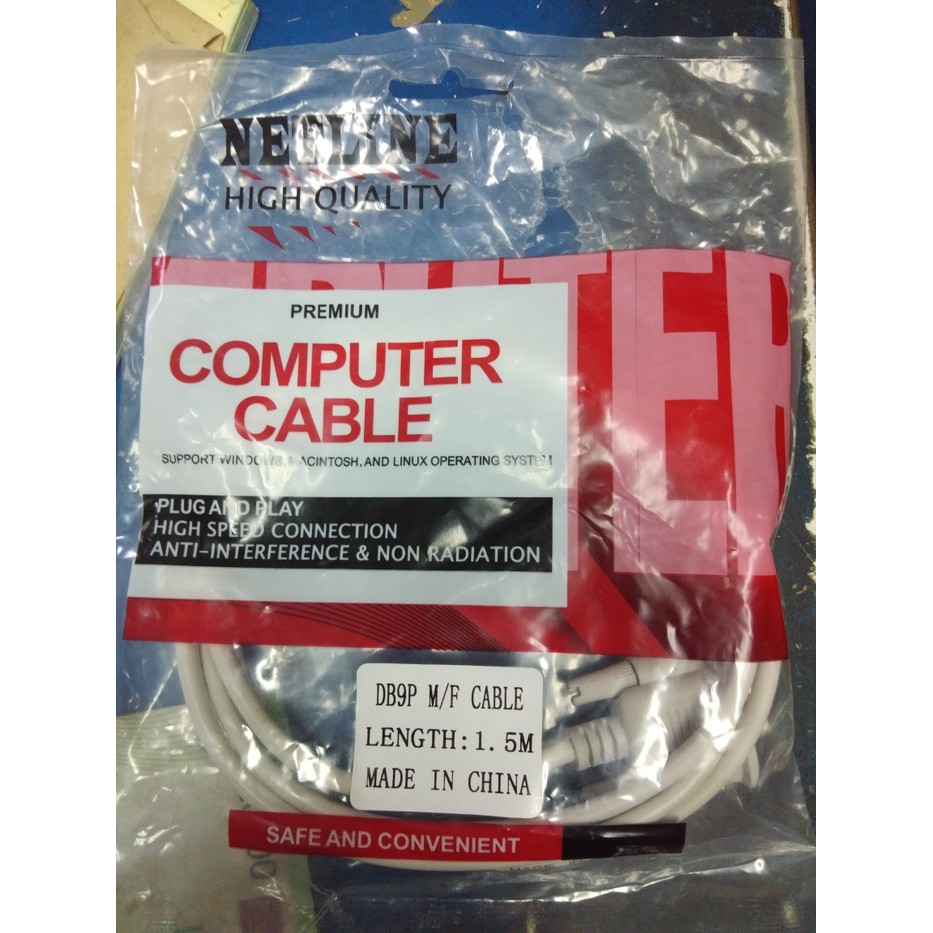 NETLINE
HIGH QUALITY
PREMIUM
COMPUTER
CABLE
SUPPORT WINDOWS, MACINTOSH, AND LINUX OPERATING SYSTEM
PLUG AND PLAY
HIGH SPEED CONNECTION
ANTI-INTERFERENCE & NON RADIATION
DB9P M/F CABLE
LENGTH:1.5M
MADE IN CHINA
SAFE AND CONVENIENT